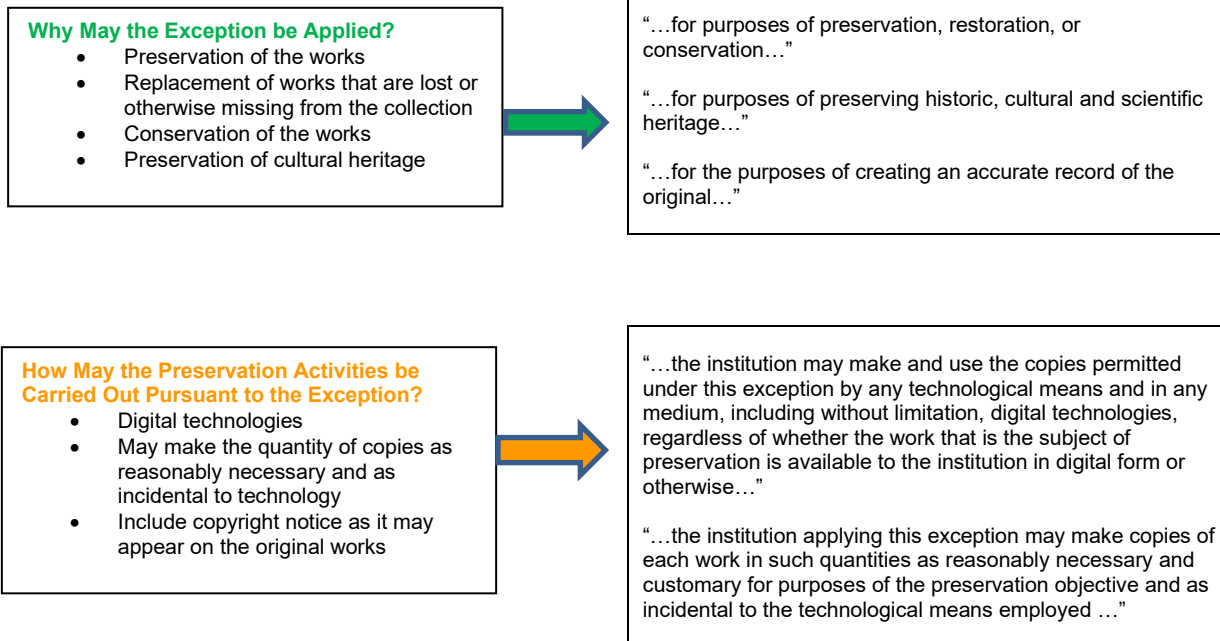 Why May the Exception be Applied?
• Preservation of the works
• Replacement of works that are lost or
otherwise missing from the collection
• Conservation of the works
• Preservation of cultural heritage
“…for purposes of preservation, restoration, or
conservation…”
“…for purposes of preserving historic, cultural and scientific
heritage…”
“…for the purposes of creating an accurate record of the
original…”
How May the Preservation Activities be
Carried Out Pursuant to the Exception?
• Digital technologies
• May make the quantity of copies as
reasonably necessary and as
incidental to technology
• Include copyright notice as it may
appear on the original works
“…the institution may make and use the copies permitted
under this exception by any technological means and in any
medium, including without limitation, digital technologies,
regardless of whether the work that is the subject of
preservation is available to the institution in digital form or
otherwise…”
“…the institution applying this exception may make copies of
each work in such quantities as reasonably necessary and
customary for purposes of the preservation objective and as
incidental to the technological means employed …”